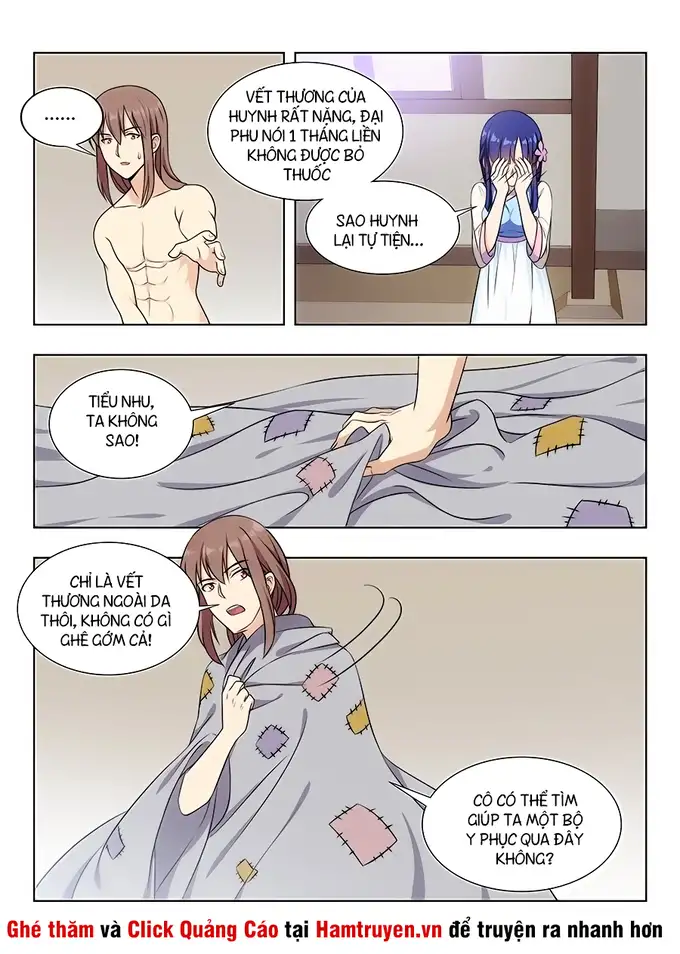 ......
VẾT THƯƠNG CỦA
HUYNH RẤT NẶNG, ĐẠI
PHU NÓI 1 THÁNG LIỀN
KHÔNG ĐƯỢC BỎ
THUỐC
SAO HUYNH
LẠI TỰ TIỆN...
TIỂU NHU,
TA KHÔNG
SAO!
CHỈ LÀ VẾT
THƯƠNG NGOÀI DA
THÔI, KHÔNG CÓ GÌ
GHÊ GỚM CẢ!
CÔ CÓ THỂ TÌM
GIÚP TA MỘT BỘ
Y PHỤC QUA ĐÂY
KHÔNG?
Ghé thăm và Click Quảng Cáo tại Hamtruyen.vn để truyện ra nhanh hơn